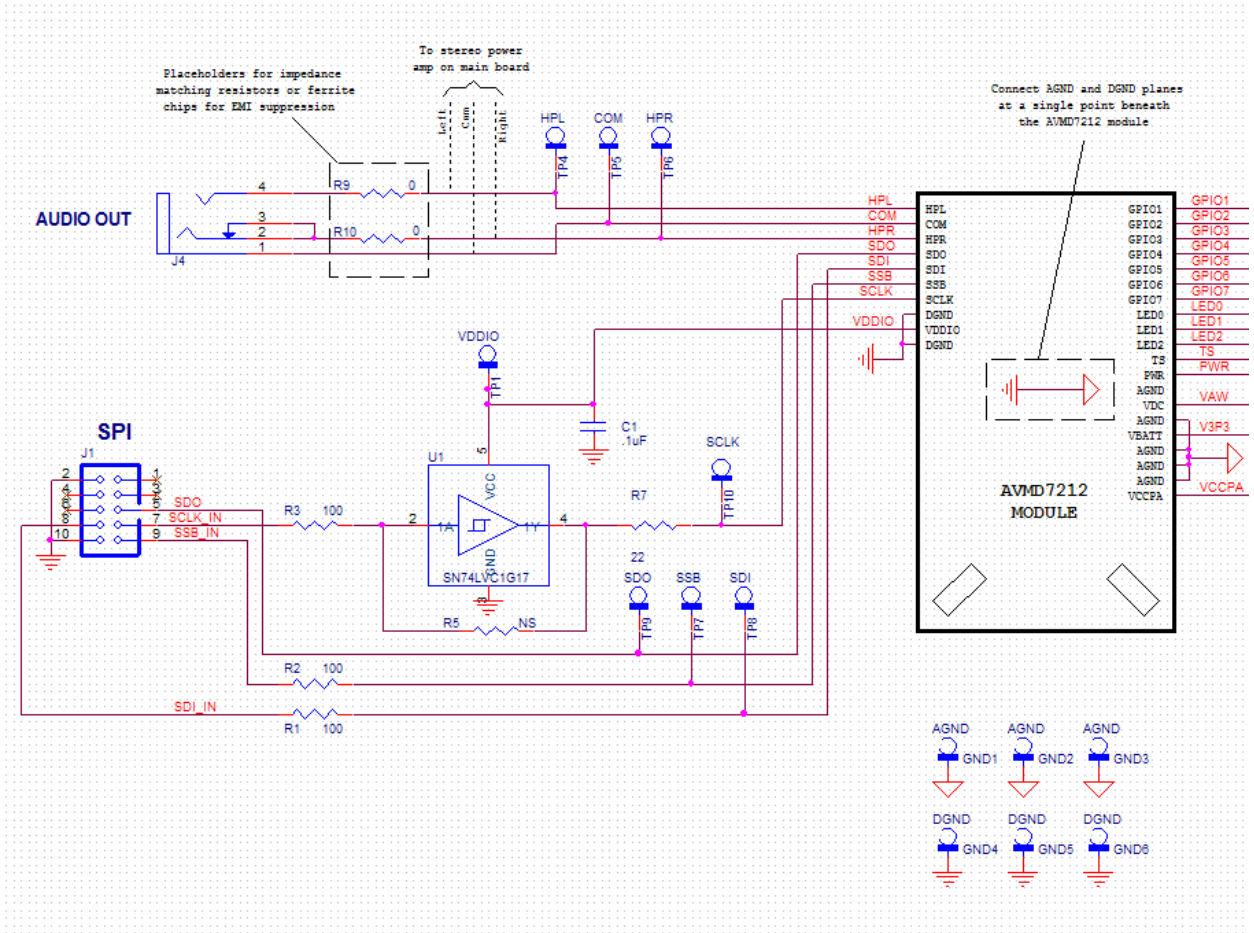 To stereo power
amp on main board
Placeholders for impedance
matching resistors or ferrite
chips for EMI suppression
Connect AGND and DGND planes
at a single point beneath
the AVMD7212 module
Left
Com
Right
HPL
COM
HPR
TP4
TP5
TP6
AUDIO OUT
J4
4
3
2
1
R9 0
R10 0
HPL
COM
HPR
SDO
SDI
SSB
SCLK
VDDIO
HPL
COM
HPR
SDO
SDI
SSB
SCLK
DGND
VDDIO
DGND
GPIO1
GPIO2
GPIO3
GPIO4
GPIO5
GPIO6
GPIO7
LED0
LED1
LED2
TS
PWR
AGND
VDC
AGND
VBATT
AGND
AGND
AGND
VCCPA
GPIO1
GPIO2
GPIO3
GPIO4
GPIO5
GPIO6
GPIO7
LED0
LED1
LED2
TS
PWR
VAW
V3P3
VCCPA
AVMD7212
MODULE
VDDIO
TP1
C1
.1uF
SPI
J1
2
8
10
1
7
9
SDO
SCLK_IN
SSB_IN
R3 100
U1
5
VCC
2
1A
1Y
4
GND
SN74LVC1G17
3
R7
22
SCLK
TP10
R5 NS
SDO
SSB
SDI
TP9
TP7
TP8
R2 100
SDI_IN
R1 100
AGND
AGND
AGND
GND1
GND2
GND3
DGND
DGND
DGND
GND4
GND5
GND6